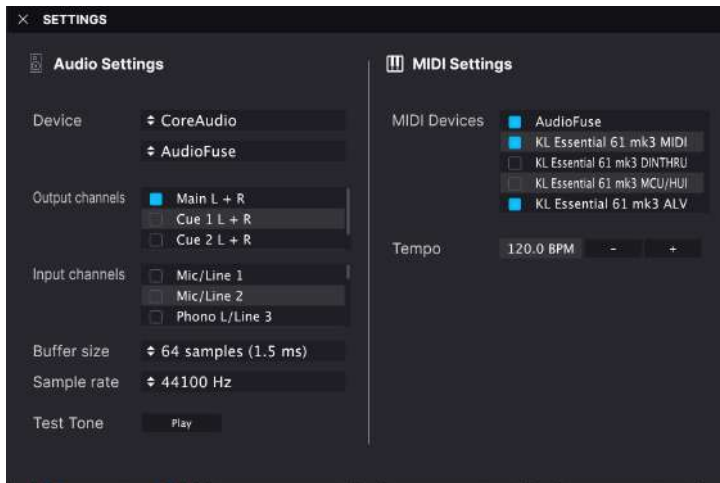 × SETTINGS
Audio Settings
Device
CoreAudio
AudioFuse
Output channels
Main L + R
Cue 1 L + R
Cue 2 L + R
Input channels
Mic/Line 1
Mic/Line 2
Phono L/Line 3
Buffer size
64 samples (1.5 ms)
Sample rate
44100 Hz
Test Tone
Play
MIDI Settings
MIDI Devices
AudioFuse
KL Essential 61 mk3 MIDI
KL Essential 61 mk3 DINTHRU
KL Essential 61 mk3 MCU/HUI
KL Essential 61 mk3 ALV
Tempo
120.0 BPM - +